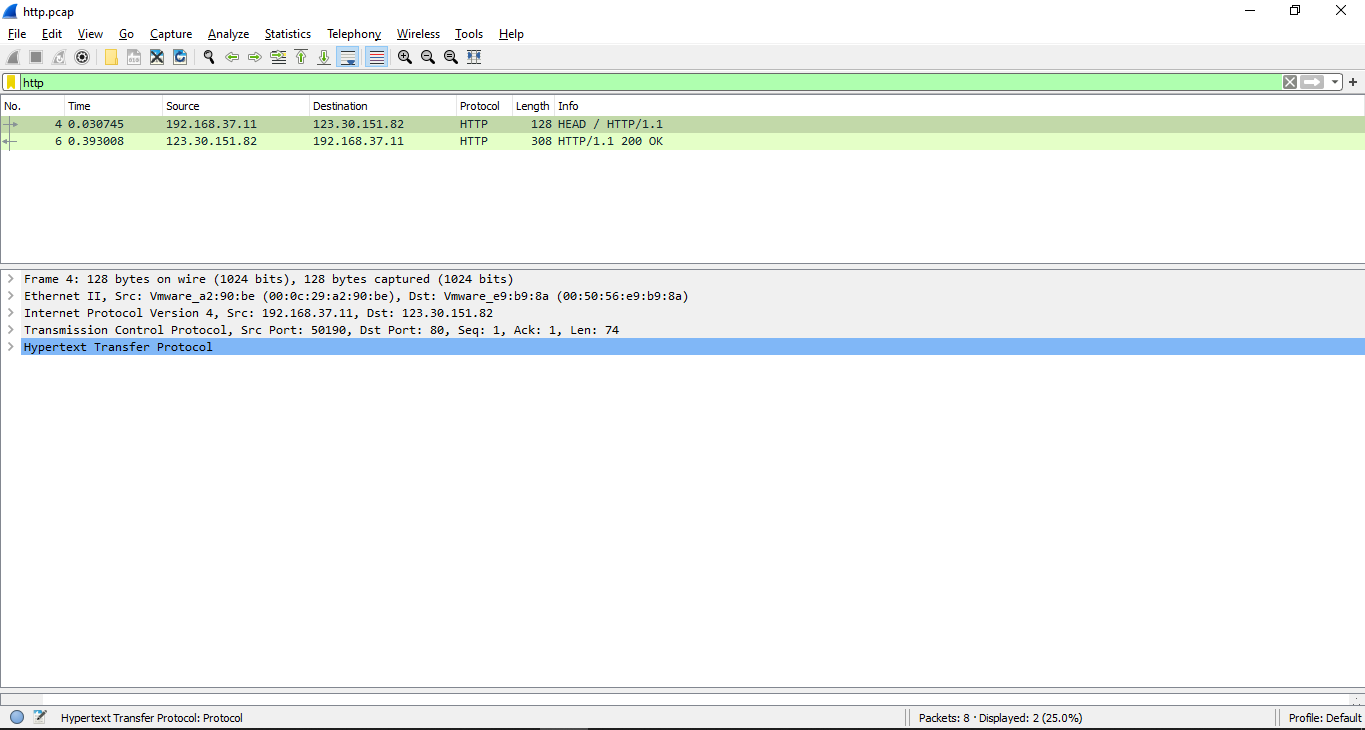 http.pcap
File Edit View Go Capture Analyze Statistics Telephony Wireless Tools Help
http
No. Time Source Destination Protocol Length Info
4 0.030745 192.168.37.11 123.30.151.82 HTTP 128 HEAD / HTTP/1.1
6 0.393008 123.30.151.82 192.168.37.11 HTTP 308 HTTP/1.1 200 OK
Frame 4: 128 bytes on wire (1024 bits), 128 bytes captured (1024 bits)
Ethernet II, Src: Vmware_a2:90:be (00:0c:29:a2:90:be), Dst: Vmware_e9:b9:8a (00:50:56:e9:b9:8a)
Internet Protocol Version 4, Src: 192.168.37.11, Dst: 123.30.151.82
Transmission Control Protocol, Src Port: 50190, Dst Port: 80, Seq: 1, Ack: 1, Len: 74
Hypertext Transfer Protocol
Hypertext Transfer Protocol: Protocol Packets: 8 · Displayed: 2 (25.0%) Profile: Default